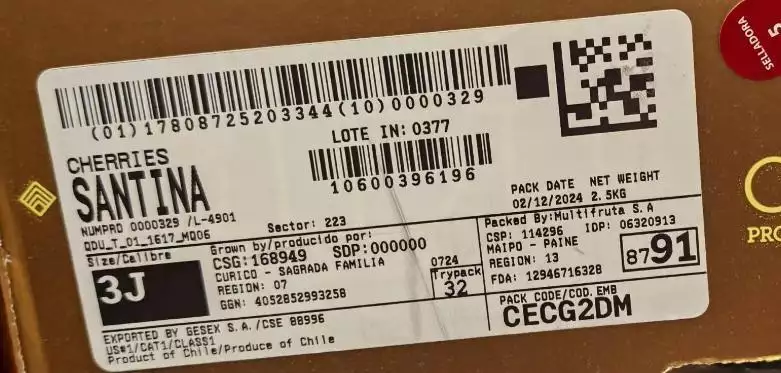 (01)17808725203344(10)0000329
LOTE IN: 0377
10600396196
CHERRIES
SANTINA
NUMPRO 0000329 /L-4901
QDU_T_01_1617_MQ06
Sector: 223
PACK DATE NET WEIGHT
02/12/2024 2.5KG
Size/Calibre
3J
Grown by/producido por:
CSG:168949 SDP:000000
CURICO - SAGRADA FAMILIA
REGION: 07
GGN: 4052852993258
0724
Trypack
32
Packed By:Multifruta S.A
CSP: 114296 IDP: 06320913
MAIPO - PAINE
REGION: 13
FDA: 12946716328
8791
PACK CODE/COD.EMB
CECG2DM
EXPORTED BY GESEX S.A./CSE 88996
US#1/CAT1/CLASS1
Product of Chile/Produce of Chile
SELLADORA
5
PRO